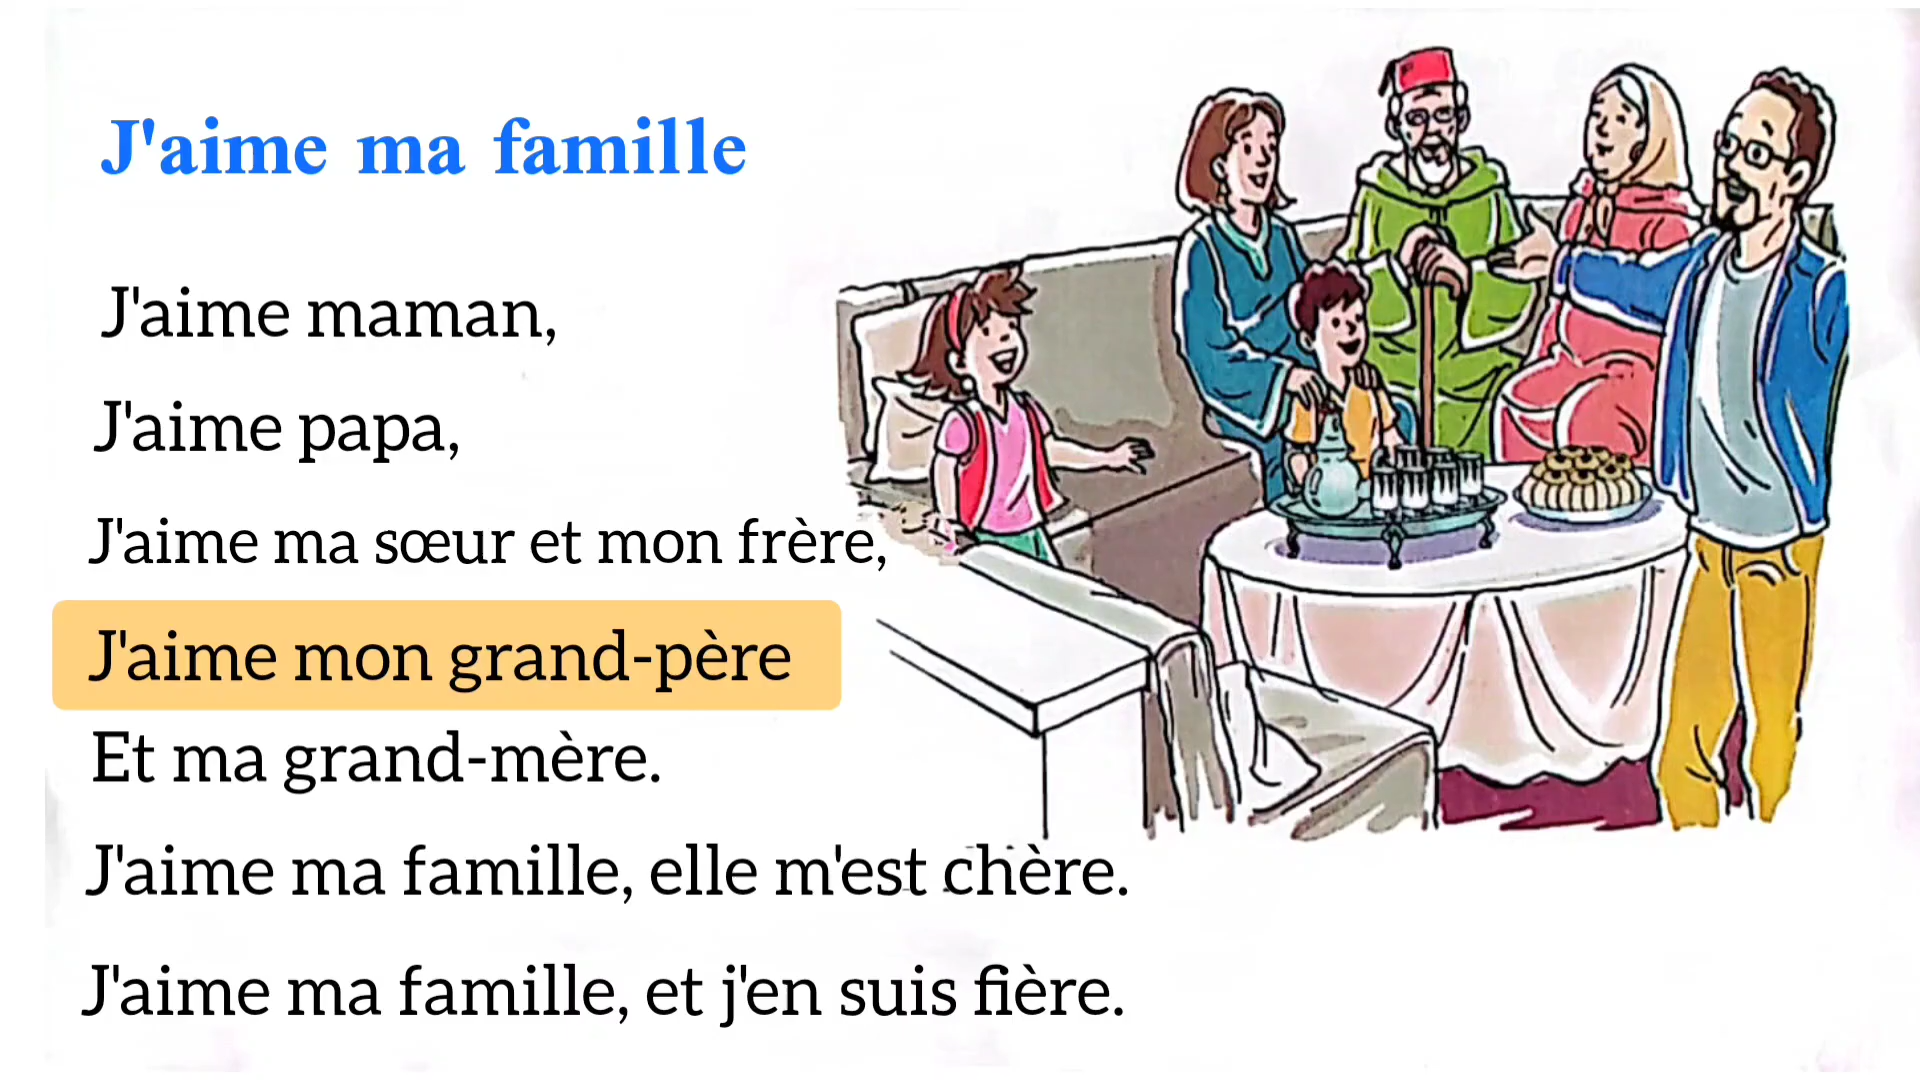 J'aime ma famille
J'aime maman,
J'aime papa,
J'aime ma sœur et mon frère,
J'aime mon grand-père
Et ma grand-mère.
J'aime ma famille, elle m'est chère.
J'aime ma famille, et j'en suis fière.